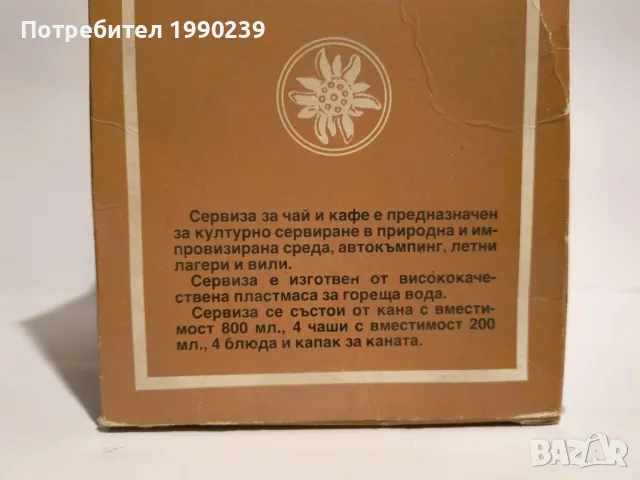 Потребител 1990239
Сервиза за чай и кафе е предназначен
за културно сервиране в природна и им-
провизирана среда, автокъмпинг, летни
лагери и вили.
Сервиза е изготвен от висококаче-
ствена пластмаса за гореща вода.
Сервиза се състои от кана с вмести-
мост 800 мл., 4 чаши с вместимост 200
мл., 4 блюда и капак за каната.
BAZAR